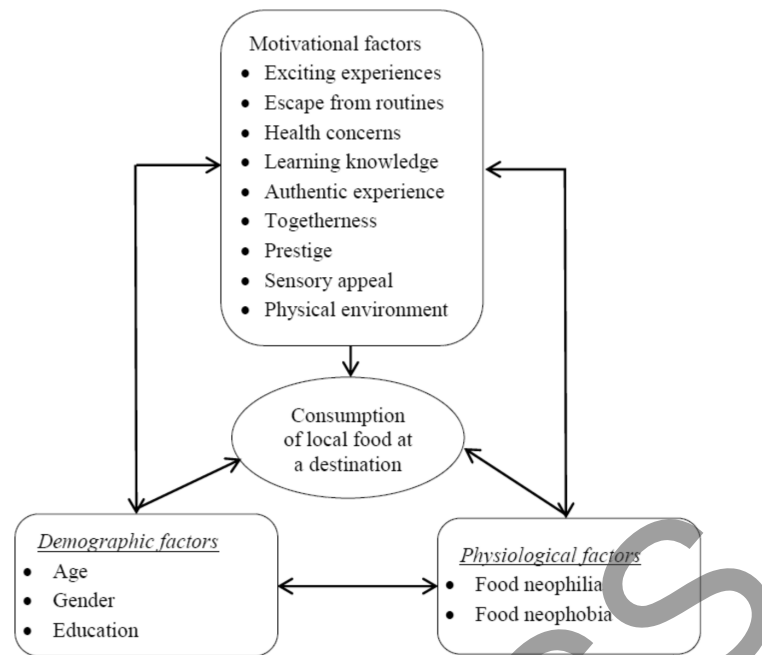 Motivational factors
• Exciting experiences
• Escape from routines
• Health concerns
• Learning knowledge
• Authentic experience
• Togetherness
• Prestige
• Sensory appeal
• Physical environment
Consumption
of local food at
a destination
Demographic factors
• Age
• Gender
• Education
Physiological factors
• Food neophilia
• Food neophobia